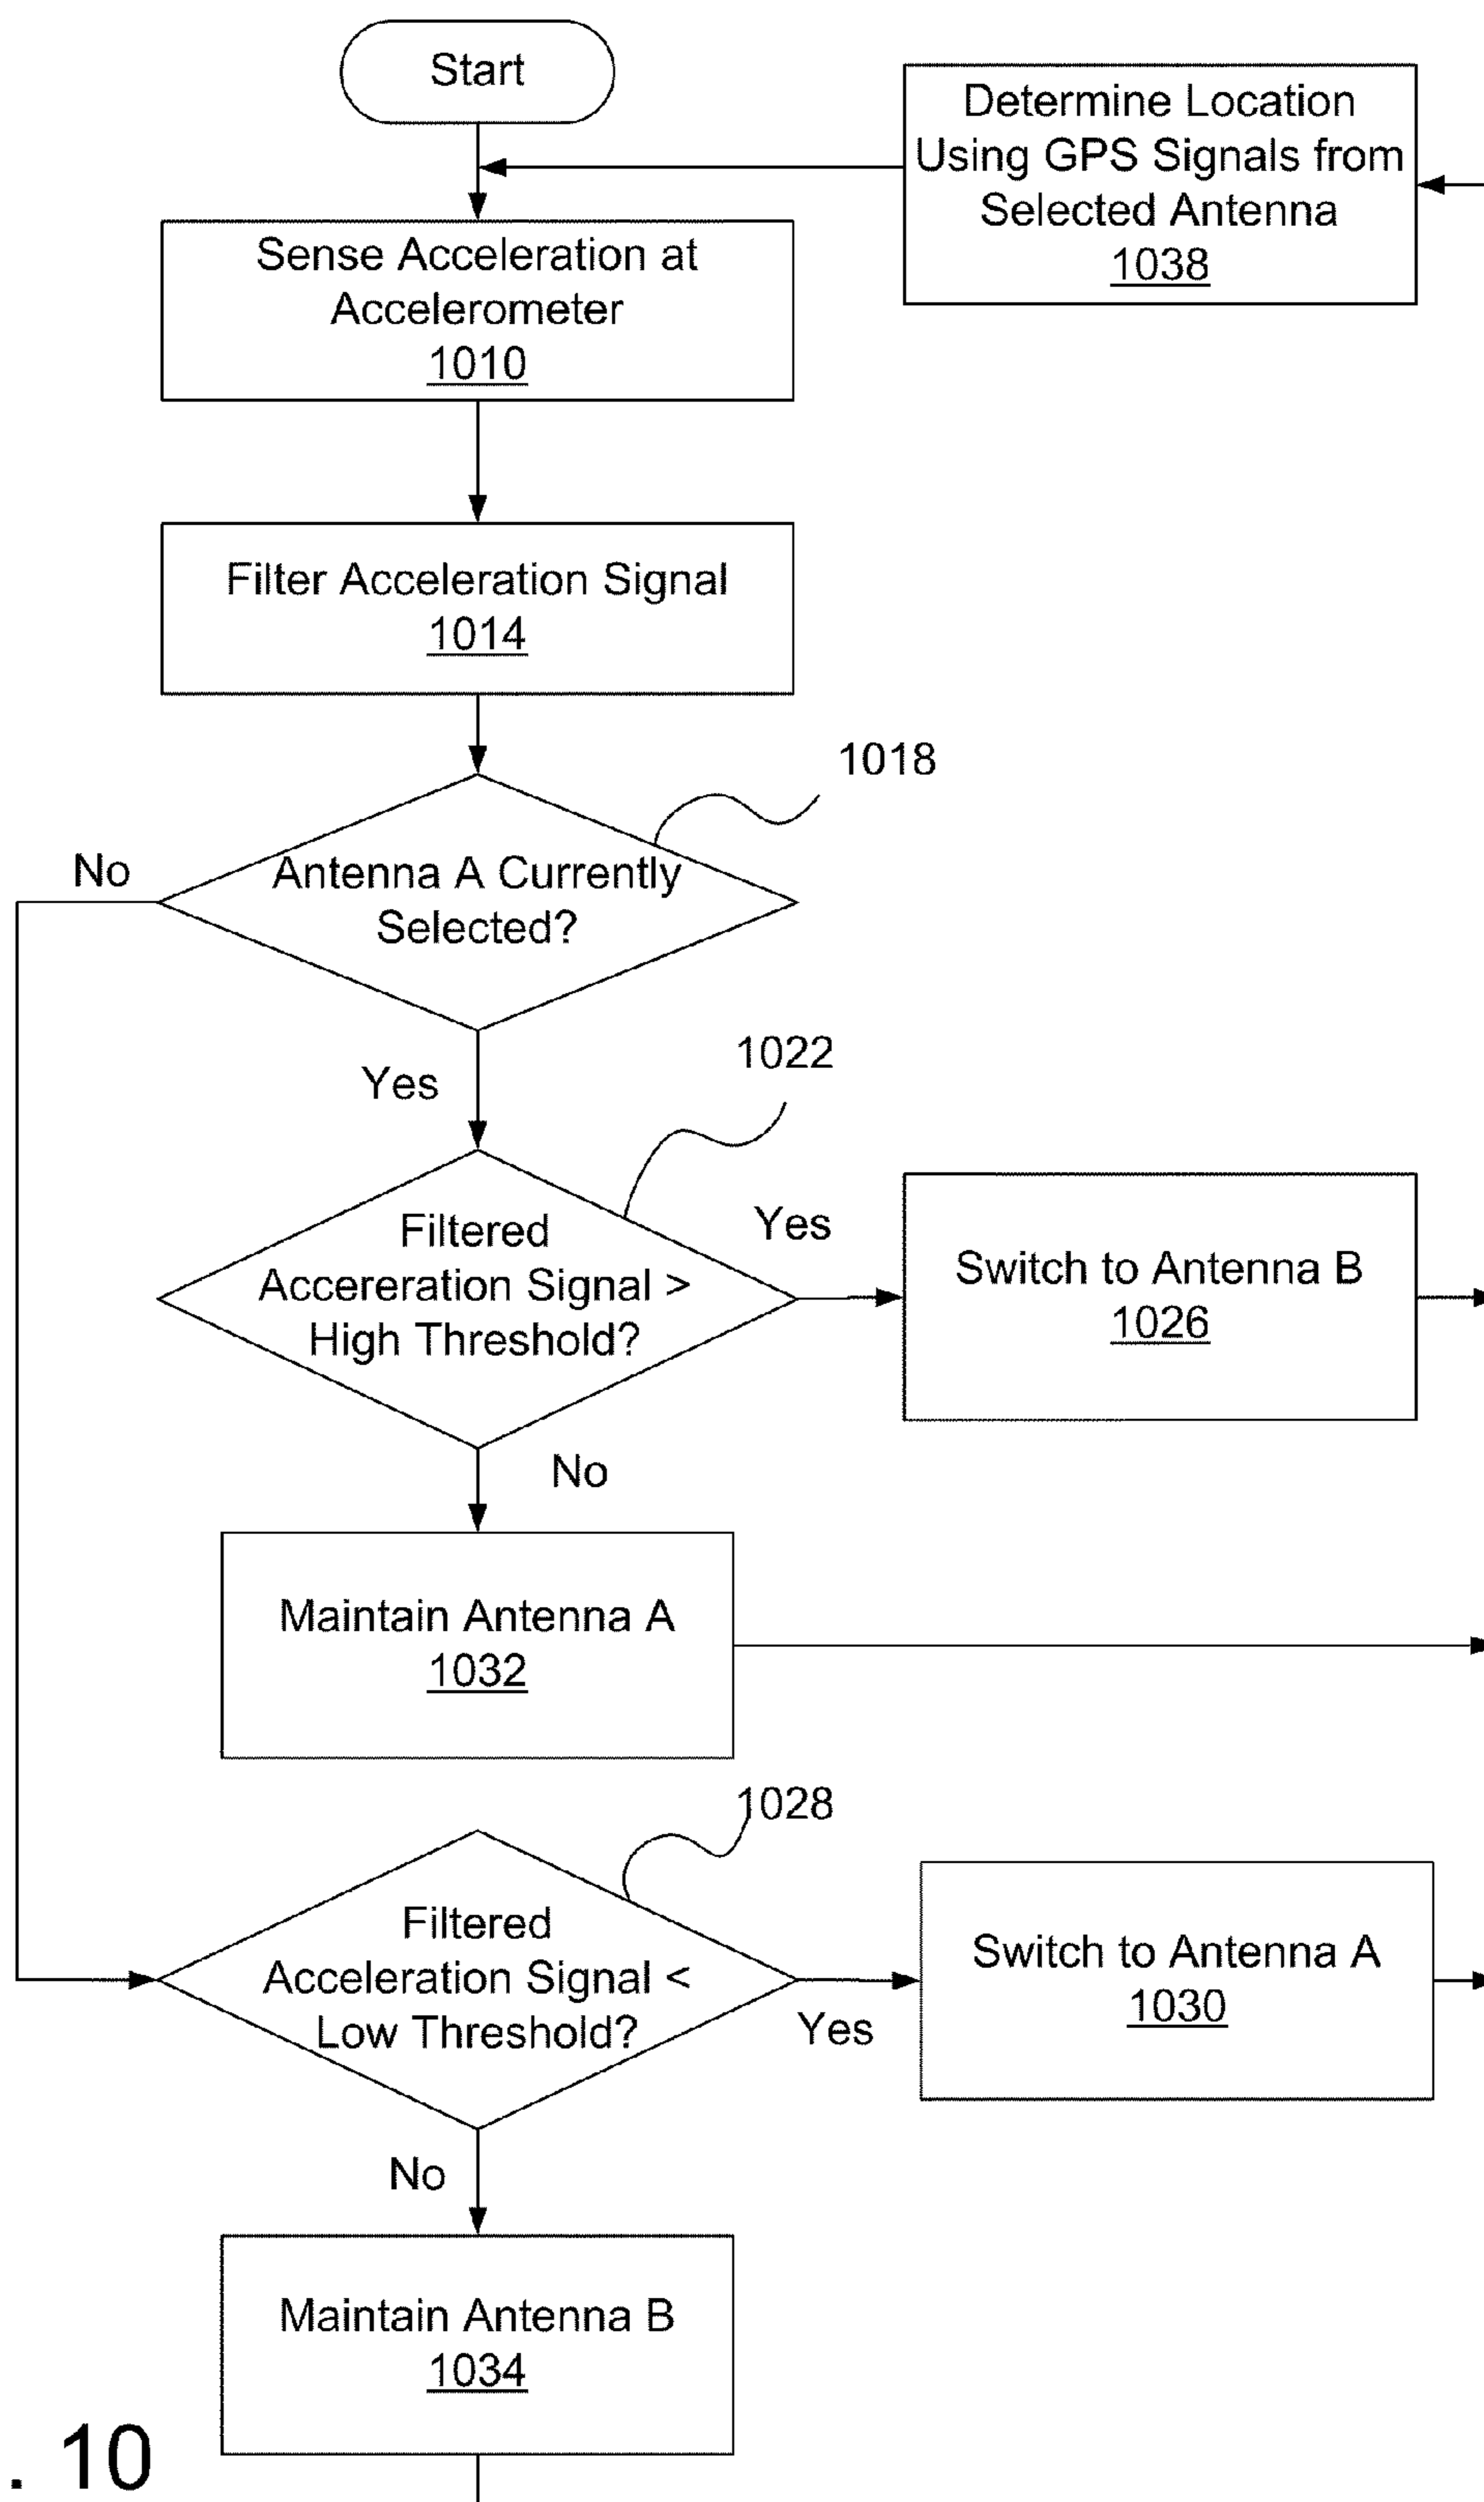 Start
Determine Location
Using GPS Signals from
Selected Antenna
1038
Sense Acceleration at
Accelerometer
1010
Filter Acceleration Signal
1014
1018
No
Antenna A Currently
Selected?
Yes
1022
Filtered
Accereration Signal >
High Threshold?
Yes
Switch to Antenna B
1026
No
Maintain Antenna A
1032
1028
Filtered
Acceleration Signal <
Low Threshold?
Yes
Switch to Antenna A
1030
No
Maintain Antenna B
1034
. 10